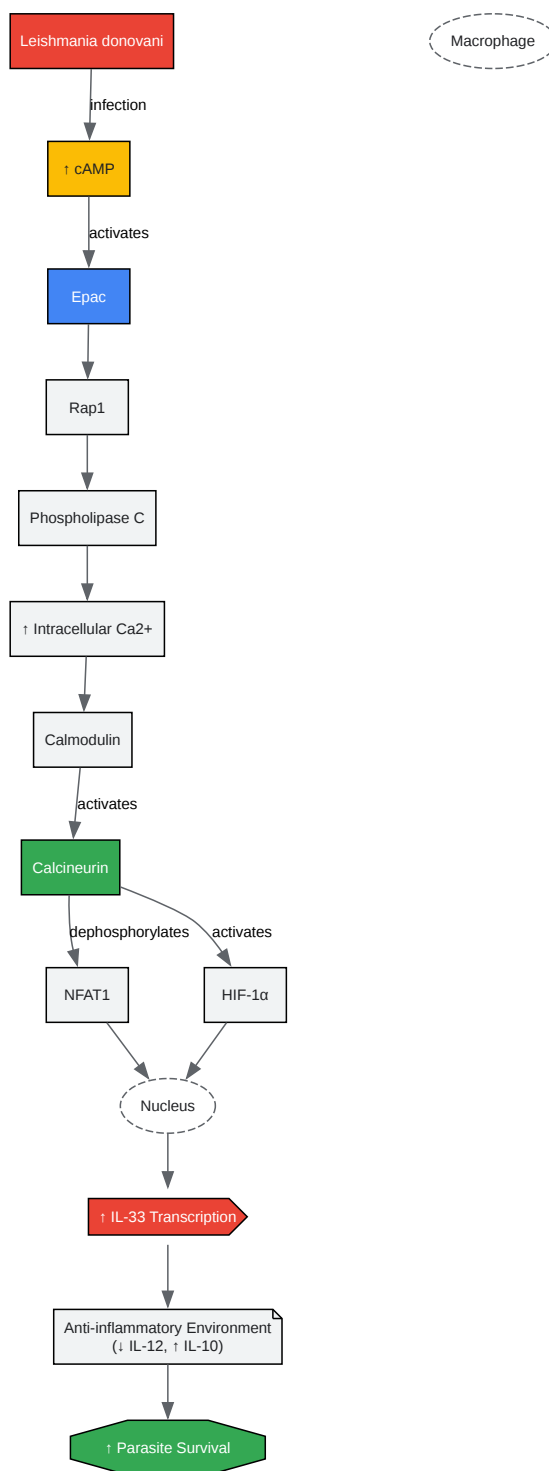 Leishmania donovani
Macrophage
infection
↑ cAMP
activates
Epac
Rap1
Phospholipase C
↑ Intracellular Ca2+
Calmodulin
activates
Calcineurin
dephosphorylates
activates
NFAT1
HIF-1α
Nucleus
↑ IL-33 Transcription
Anti-inflammatory Environment
(↓ IL-12, ↑ IL-10)
↑ Parasite Survival